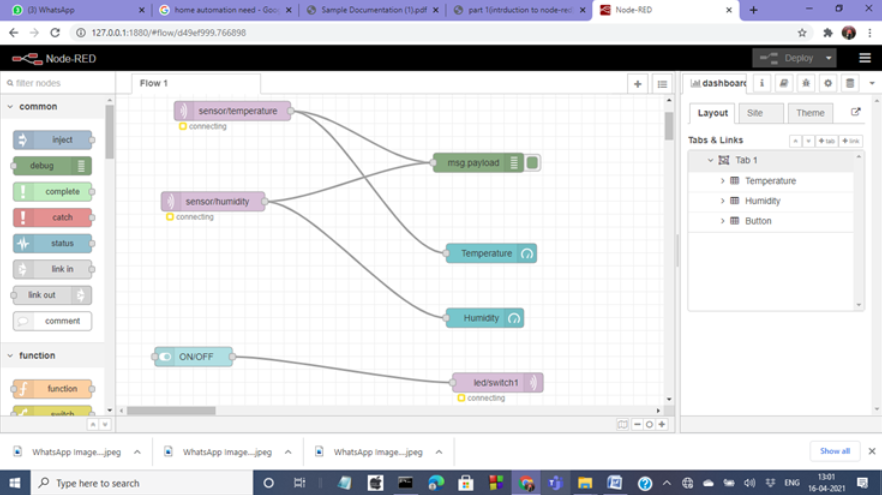 (3) WhatsApp
home automation need - Goo
Sample Documentation (1).pdf
part 1(intrduction to node-red
Node-RED
127.0.0.1:1880/#flow/d49ef999.766898
Node-RED
Deploy
filter nodes
Flow 1
dashboard
common
inject
debug
complete
catch
status
link in
link out
comment
function
function
switch
sensor/temperature
connecting
msg.payload
sensor/humidity
connecting
Temperature
Humidity
ON/OFF
led/switch1
connecting
Layout
Site
Theme
Tabs & Links
tab
link
Tab 1
Temperature
Humidity
Button
WhatsApp Image....jpeg
WhatsApp Image....jpeg
WhatsApp Image....jpeg
Show all
Type here to search
ENG
13:01
16-04-2021